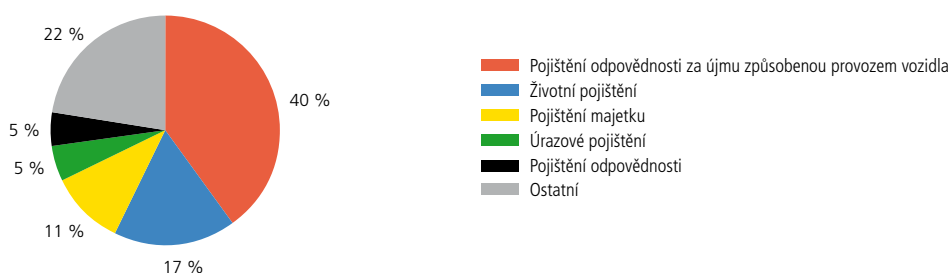 22 %
40 %
5 %
5 %
11 %
17 %
Pojištění odpovědnosti za újmu způsobenou provozem vozidla
Životní pojištění
Pojištění majetku
Úrazové pojištění
Pojištění odpovědnosti
Ostatní